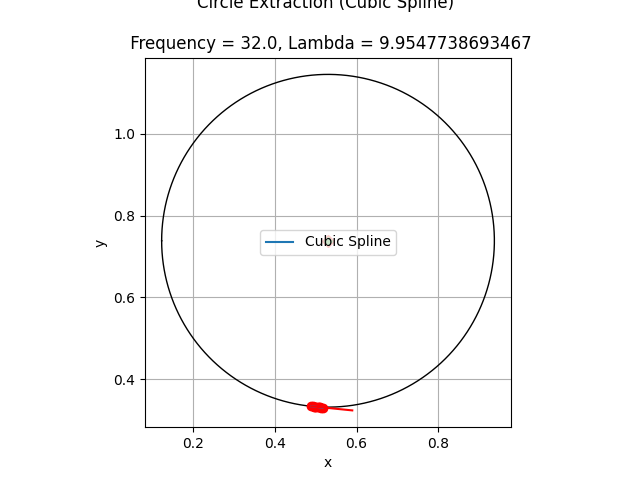 Circle Extraction (Cubic Spline)
Frequency = 32.0, Lambda = 9.9547738693467
1.0
0.8
0.6
0.4
y
Cubic Spline
0.2
0.4
0.6
0.8
x